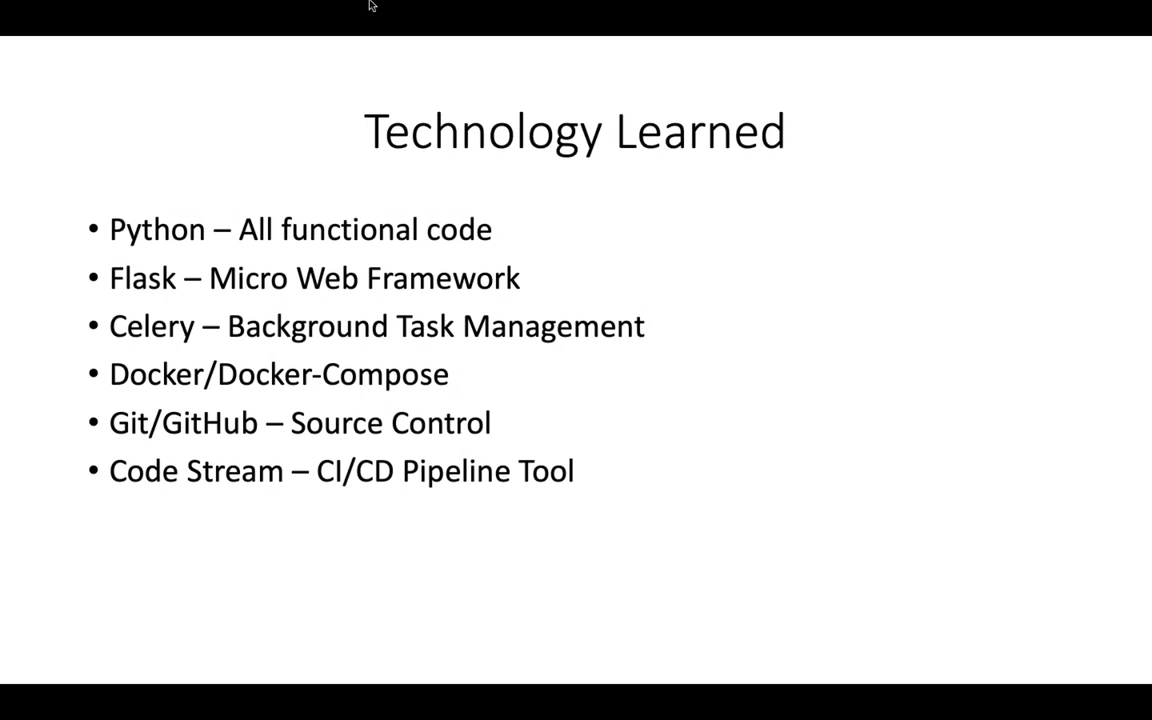 Technology Learned
• Python – All functional code
• Flask – Micro Web Framework
• Celery – Background Task Management
• Docker/Docker-Compose
• Git/GitHub – Source Control
• Code Stream – CI/CD Pipeline Tool